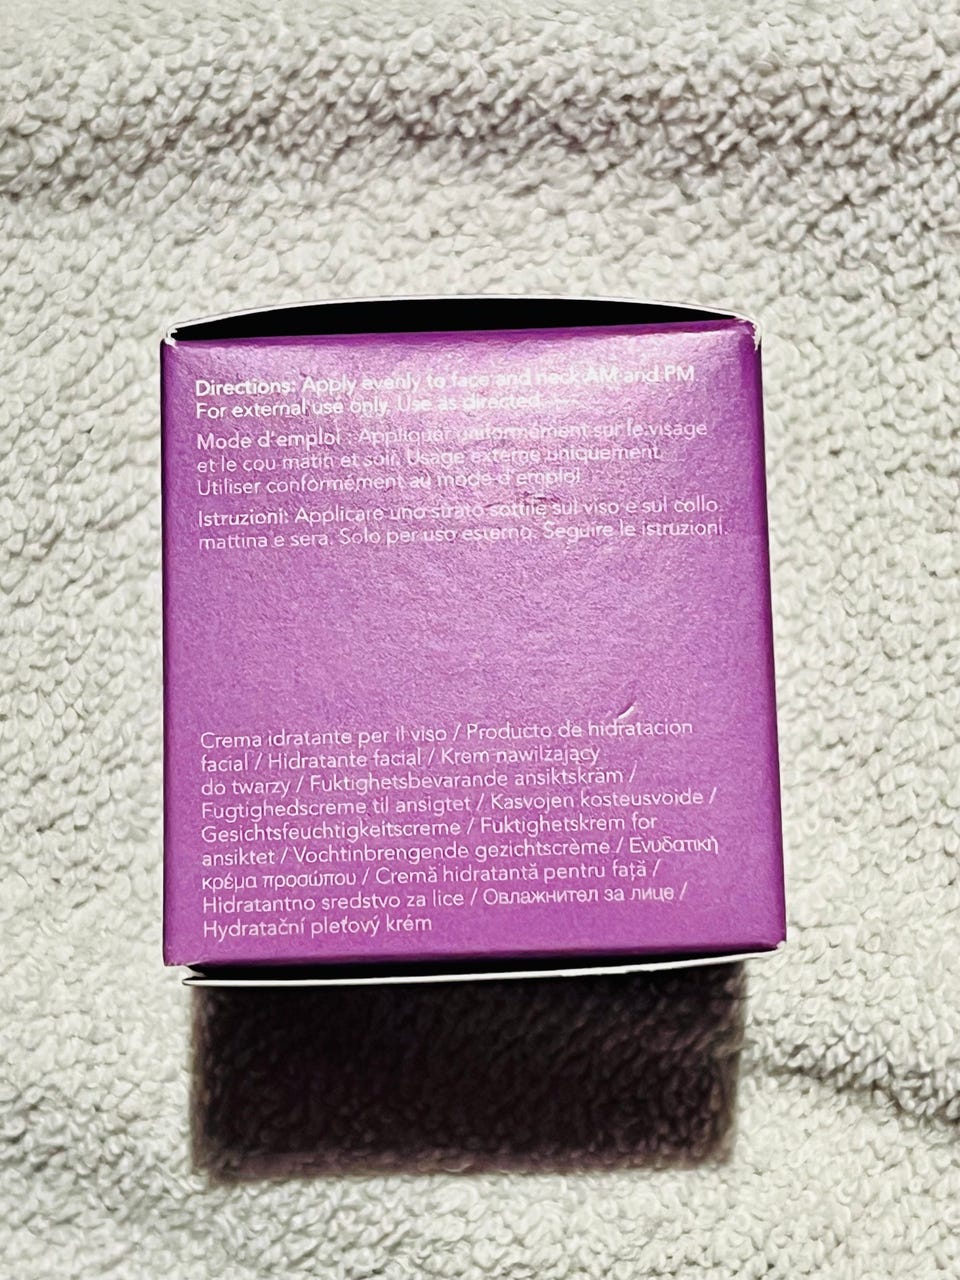 Directions: Apply evenly to face and neck AM and PM.
For external use only. Use as directed.
Mode d'emploi : Appliquer uniformément sur le visage
et le cou matin et soir. Usage externe uniquement.
Utiliser conformément au mode d'emploi.
Istruzioni: Applicare uno strato sottile sul viso e sul collo
mattina e sera. Solo per uso esterno. Seguire le istruzioni.
Crema idratante per il viso / Producto de hidratacion
facial / Hidratante facial / Krem nawilżający
do twarzy / Fuktighetsbevarande ansiktskräm /
Fugtighedscreme til ansigtet / Kasvojen kosteusvoide /
Gesichtsfeuchtigkeitscreme / Fuktighetskrem for
ansiktet / Vochtinbrengende gezichtscrème / Ενυδατική
κρέμα προσώπου / Cremă hidratantă pentru față /
Hidratantno sredstvo za lice / Овлажнител за лице /
Hydratační pleťový krém